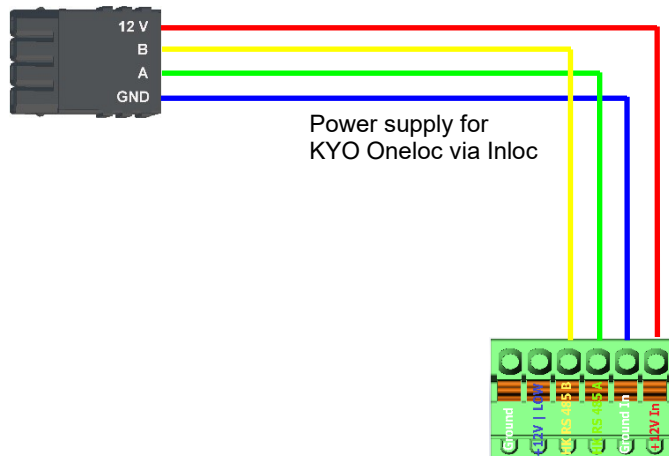 12 V
B
A
GND
Power supply for
KYO Oneloc via Inloc
Ground
+12V | LOW
RS 485 B
RS 485 A
Ground In
+12V In